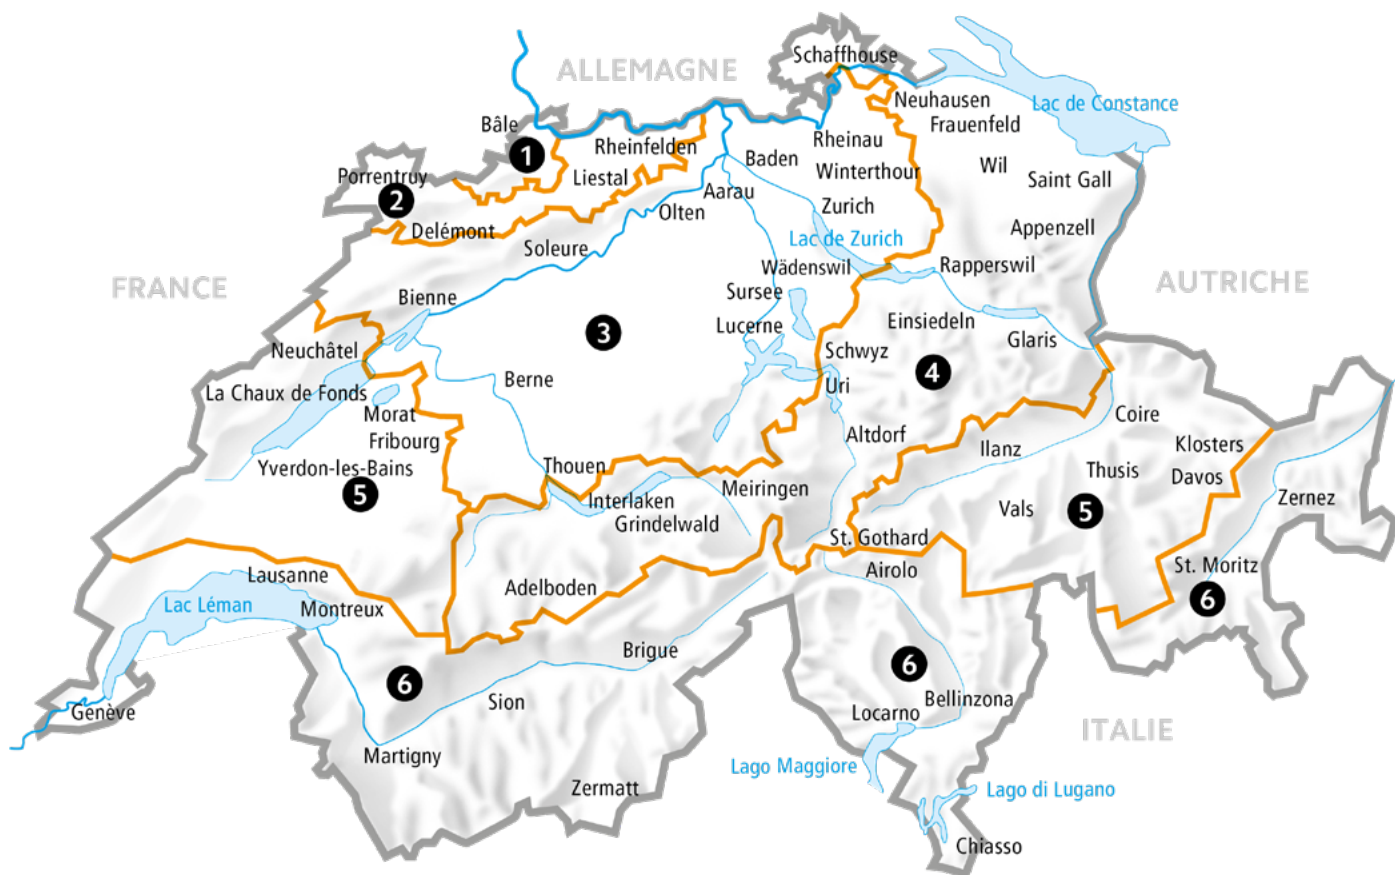 Schaffhouse
ALLEMAGNE
Neuhausen
Lac de Constance
Bâle
Frauenfeld
Rheinau
Rheinfelden
1
Baden
Wil
Winterthour
Porrentruy
Liestal
Saint Gall
2
Aarau
Zurich
Olten
Delémont
Appenzell
Lac de Zurich
Soleure
Wädenswil
Rapperswil
FRANCE
AUTRICHE
Bienne
Sursee
Lucerne
Einsiedeln
3
Glaris
Neuchâtel
Schwyz
4
Berne
Uri
La Chaux de Fonds
Morat
Coire
Fribourg
Altdorf
Klosters
Ilanz
Yverdon-les-Bains
Thouen
Thusis
Davos
5
Interlaken
Meiringen
Zernez
Grindelwald
Vals
5
St. Gothard
St. Moritz
Airolo
Lausanne
Adelboden
6
Lac Léman
Montreux
Brigue
6
6
Sion
Bellinzona
Genève
Locarno
ITALIE
Martigny
Lago Maggiore
Zermatt
Lago di Lugano
Chiasso